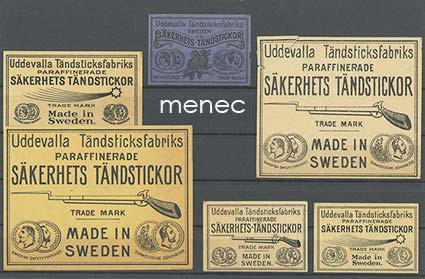 Uddevalla Tändsticksfabriks
PARAFFINERADE
SÄKERHETS TÄNDSTICKOR
TRADE MARK
Made in
Sweden.
Uddevalla Tändsticksfabriks
SWEDEN
SÄKERHETS-TÄNDSTICKOR
REGISTERED TRADE MARK
Uddevalla Tändsticksfabriks
PARAFFINERADE
SÄKERHETS TÄNDSTICKOR
TRADE MARK
MADE IN
SWEDEN
menec
Uddevalla Tändsticksfabriks
PARAFFINERADE
SÄKERHETS TÄNDSTICKOR
TRADE MARK
MADE IN
SWEDEN
Uddevalla Tändsticksfabriks
PARAFFINERADE
SÄKERHETS TÄNDSTICKOR
TRADE MARK
MADE IN
SWEDEN
Uddevalla Tändsticksfabriks
PARAFFINERADE
SÄKERHETS TÄNDSTICKOR
TRADE MARK
Made in
Sweden.